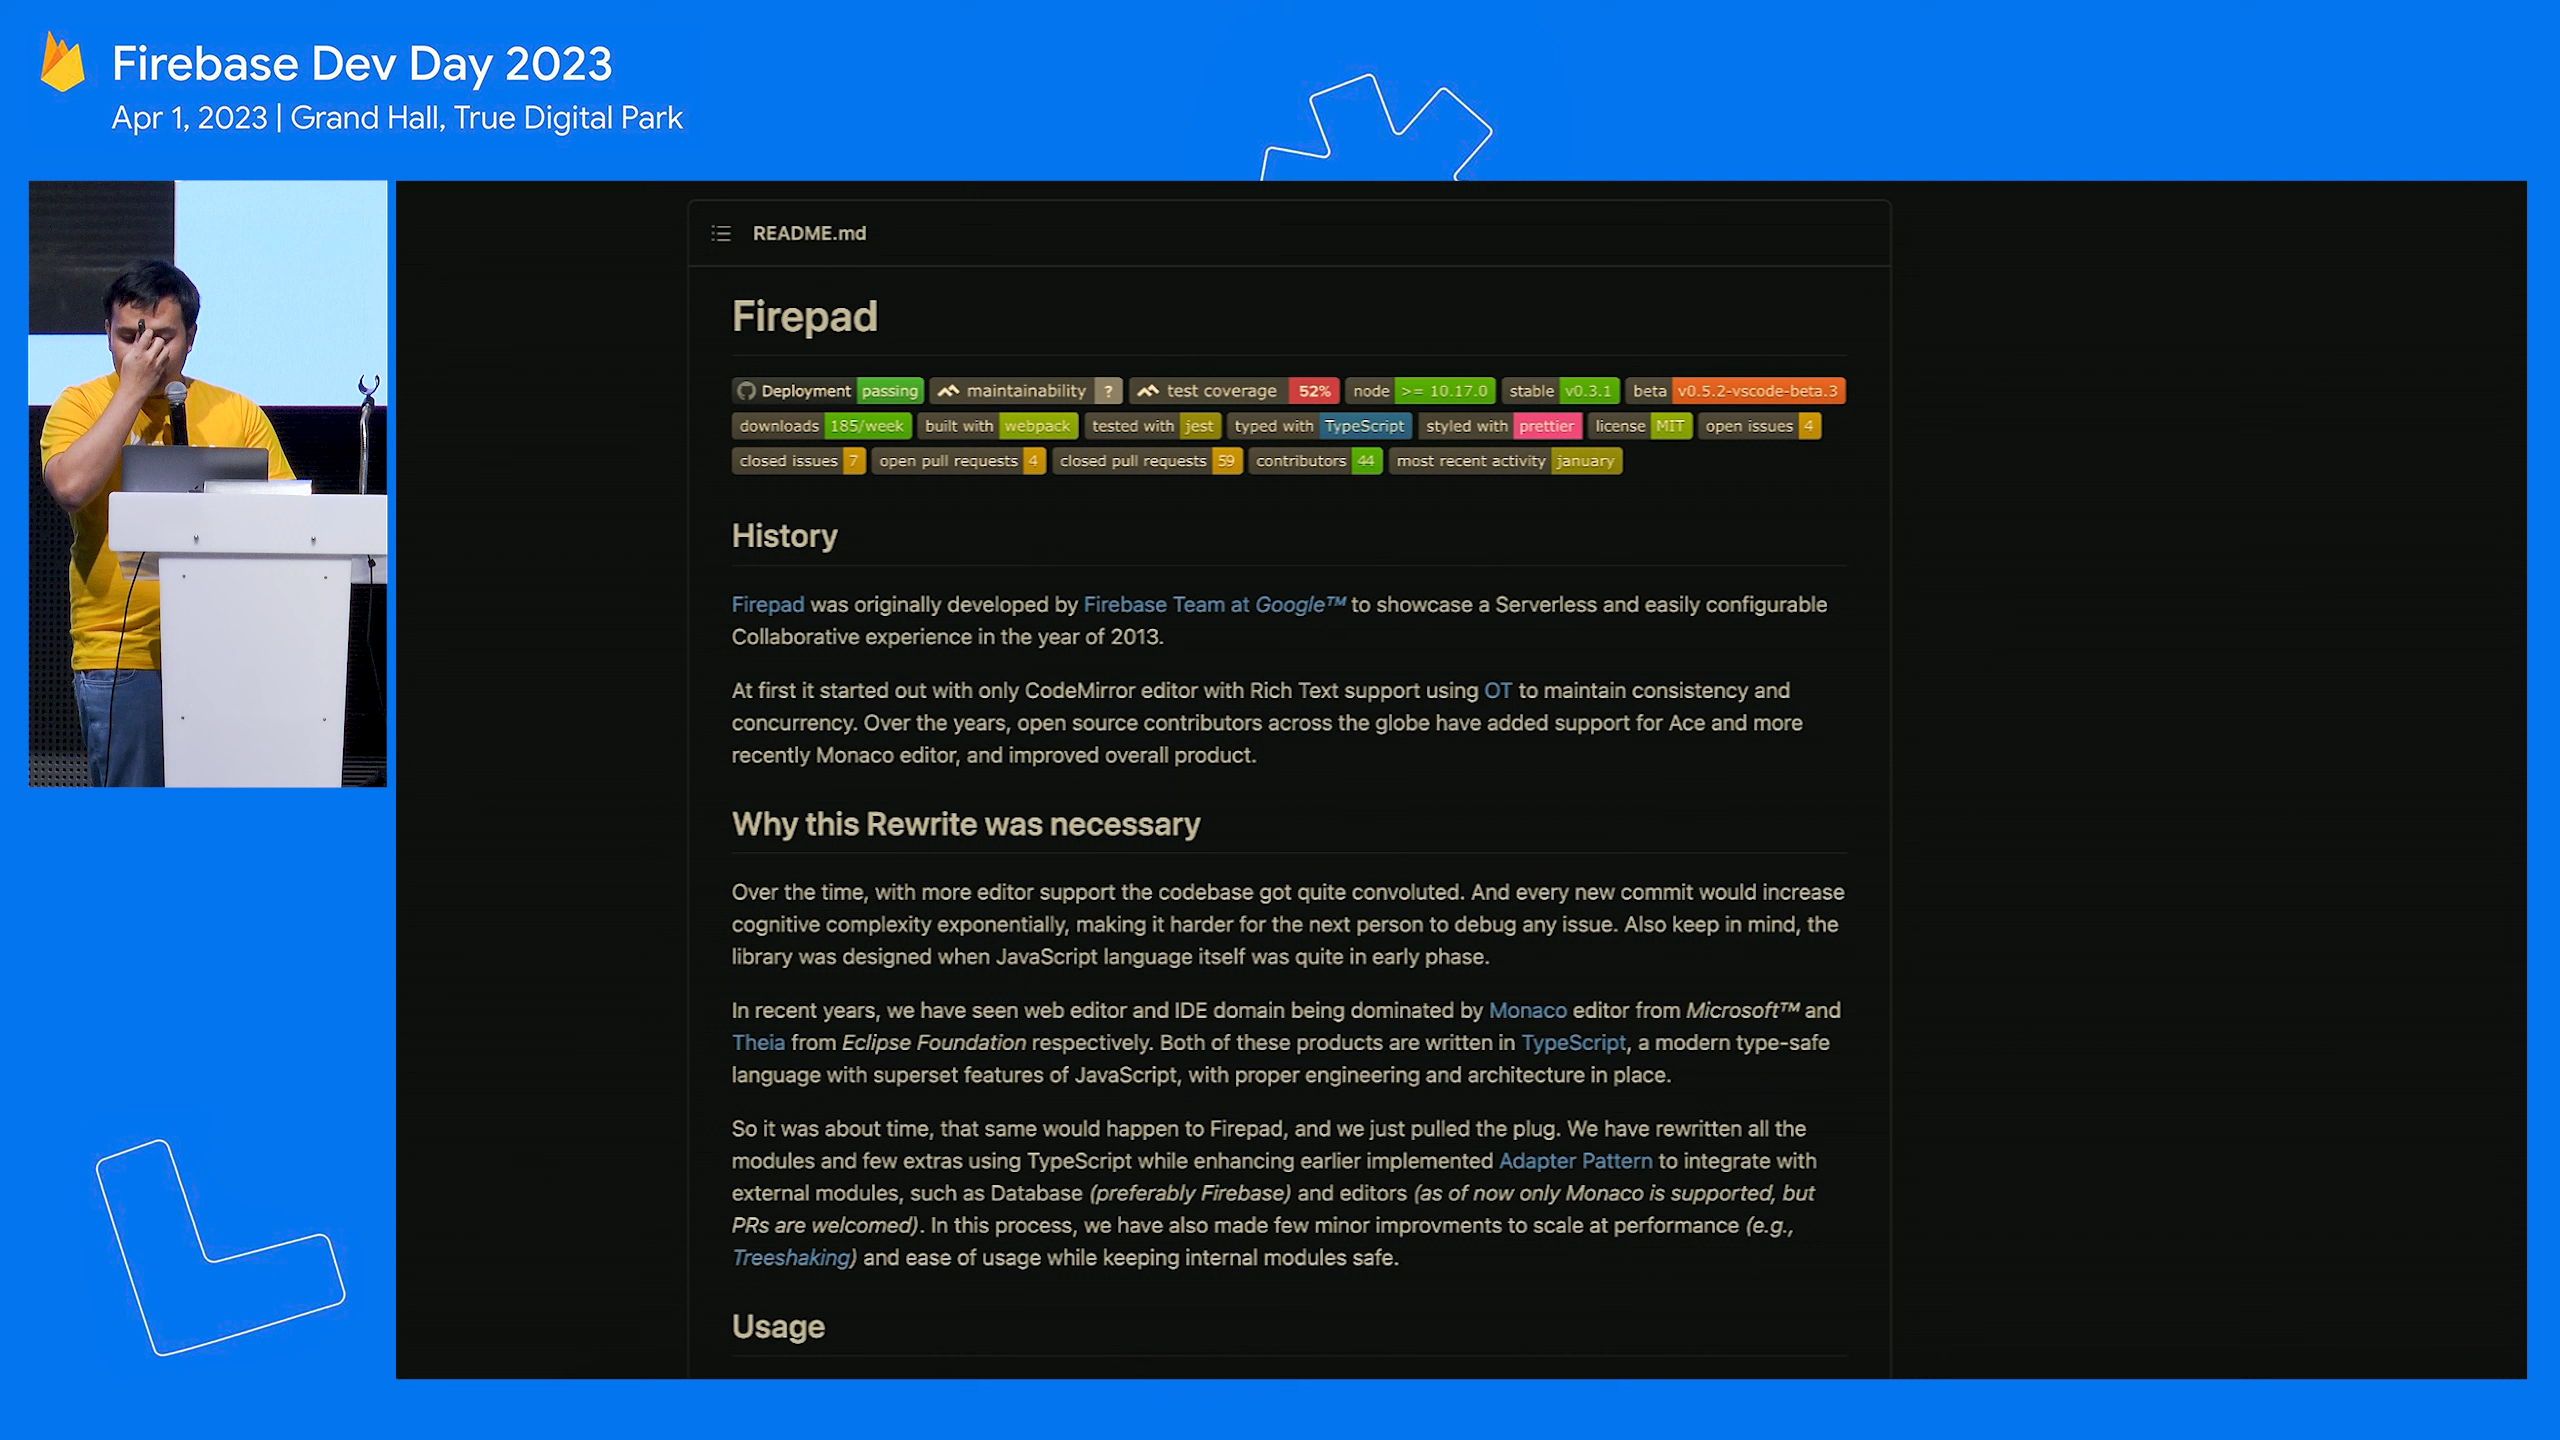 Firebase Dev Day 2023
Apr 1, 2023 | Grand Hall, True Digital Park
README.md
Firepad
Deployment passing maintainability ? test coverage 52% node >= 10.17.0 stable v0.3.1 beta v0.5.2-vscode-beta.3
downloads 185/week built with webpack tested with jest typed with TypeScript styled with prettier license MIT open issues 4
closed issues 7 open pull requests 4 closed pull requests 59 contributors 44 most recent activity january
History
Firepad was originally developed by Firebase Team at Google™ to showcase a Serverless and easily configurable
Collaborative experience in the year of 2013.
At first it started out with only CodeMirror editor with Rich Text support using OT to maintain consistency and
concurrency. Over the years, open source contributors across the globe have added support for Ace and more
recently Monaco editor, and improved overall product.
Why this Rewrite was necessary
Over the time, with more editor support the codebase got quite convoluted. And every new commit would increase
cognitive complexity exponentially, making it harder for the next person to debug any issue. Also keep in mind, the
library was designed when JavaScript language itself was quite in early phase.
In recent years, we have seen web editor and IDE domain being dominated by Monaco editor from Microsoft™ and
Theia from Eclipse Foundation respectively. Both of these products are written in TypeScript, a modern type-safe
language with superset features of JavaScript, with proper engineering and architecture in place.
So it was about time, that same would happen to Firepad, and we just pulled the plug. We have rewritten all the
modules and few extras using TypeScript while enhancing earlier implemented Adapter Pattern to integrate with
external modules, such as Database (preferably Firebase) and editors (as of now only Monaco is supported, but
PRs are welcomed). In this process, we have also made few minor improvments to scale at performance (e.g.,
Treeshaking) and ease of usage while keeping internal modules safe.
Usage